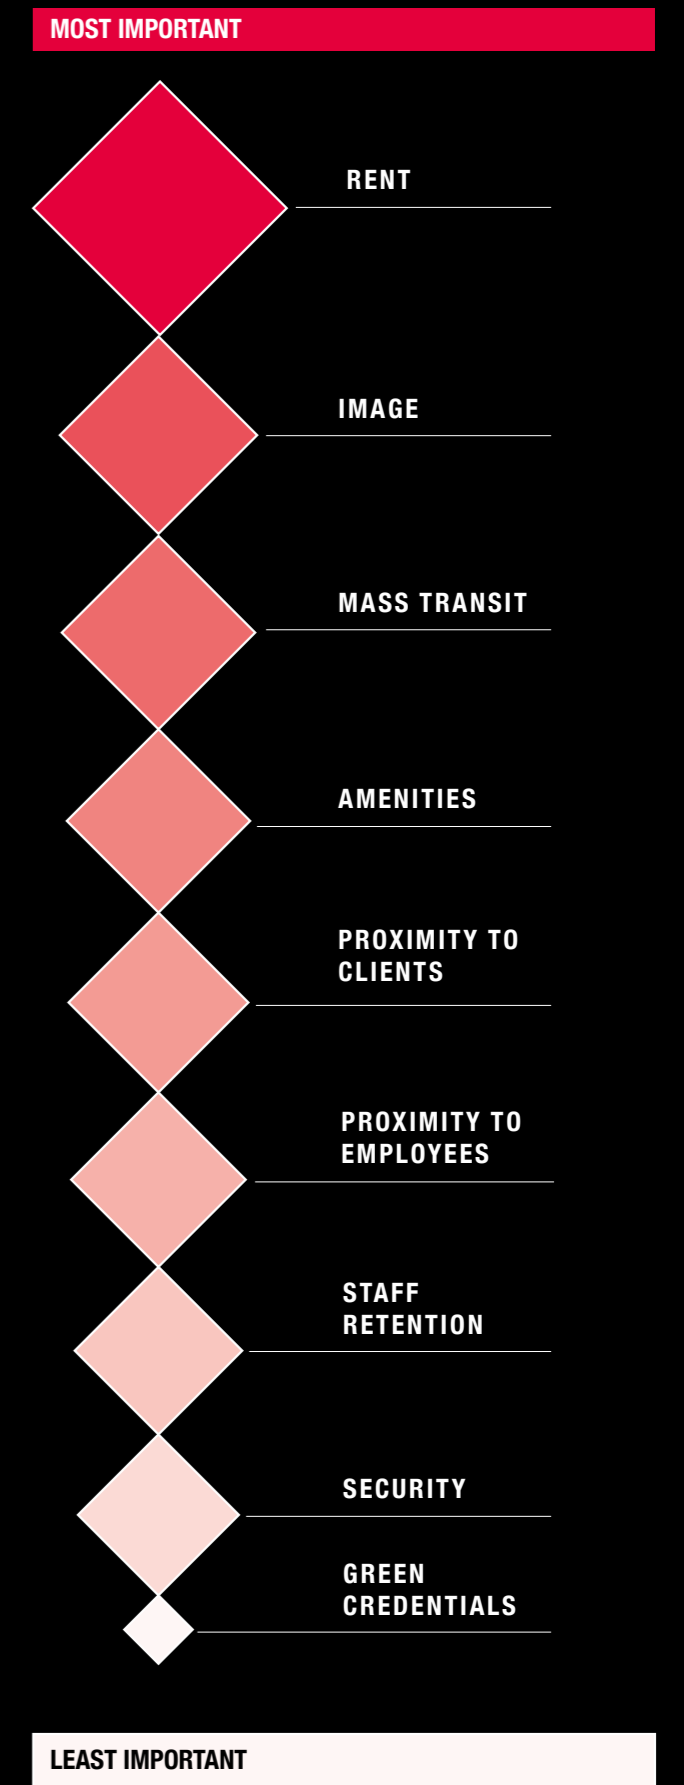 MOST IMPORTANT
RENT
IMAGE
MASS TRANSIT
AMENITIES
PROXIMITY TO
CLIENTS
PROXIMITY TO
EMPLOYEES
STAFF
RETENTION
SECURITY
GREEN
CREDENTIALS
LEAST IMPORTANT